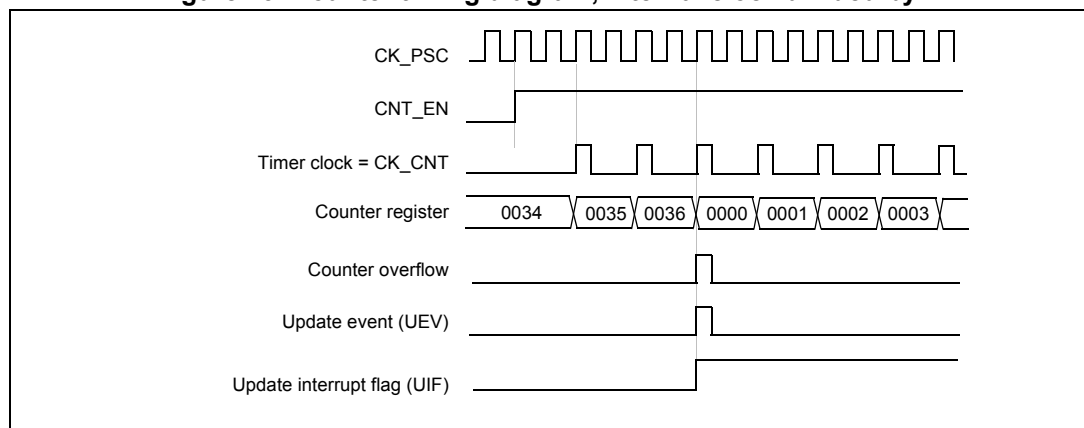 CK_PSC
CNT_EN
Timer clock = CK_CNT
Counter register 0034 0035 0036 0000 0001 0002 0003
Counter overflow
Update event (UEV)
Update interrupt flag (UIF)